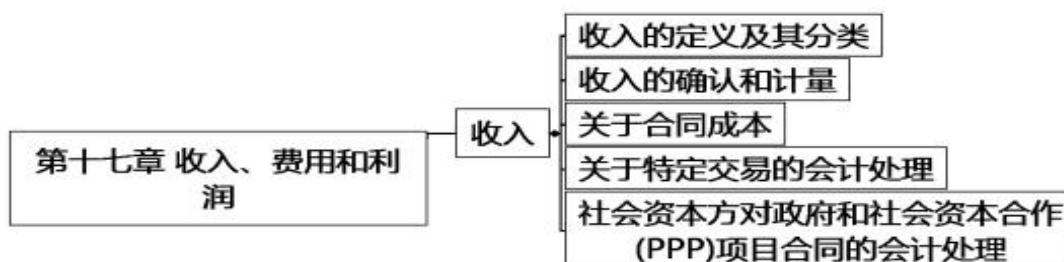 第十七章 收入、费用和利
润
收入
收入的定义及其分类
收入的确认和计量
关于合同成本
关于特定交易的会计处理
社会资本方对政府和社会资本合作
(PPP)项目合同的会计处理